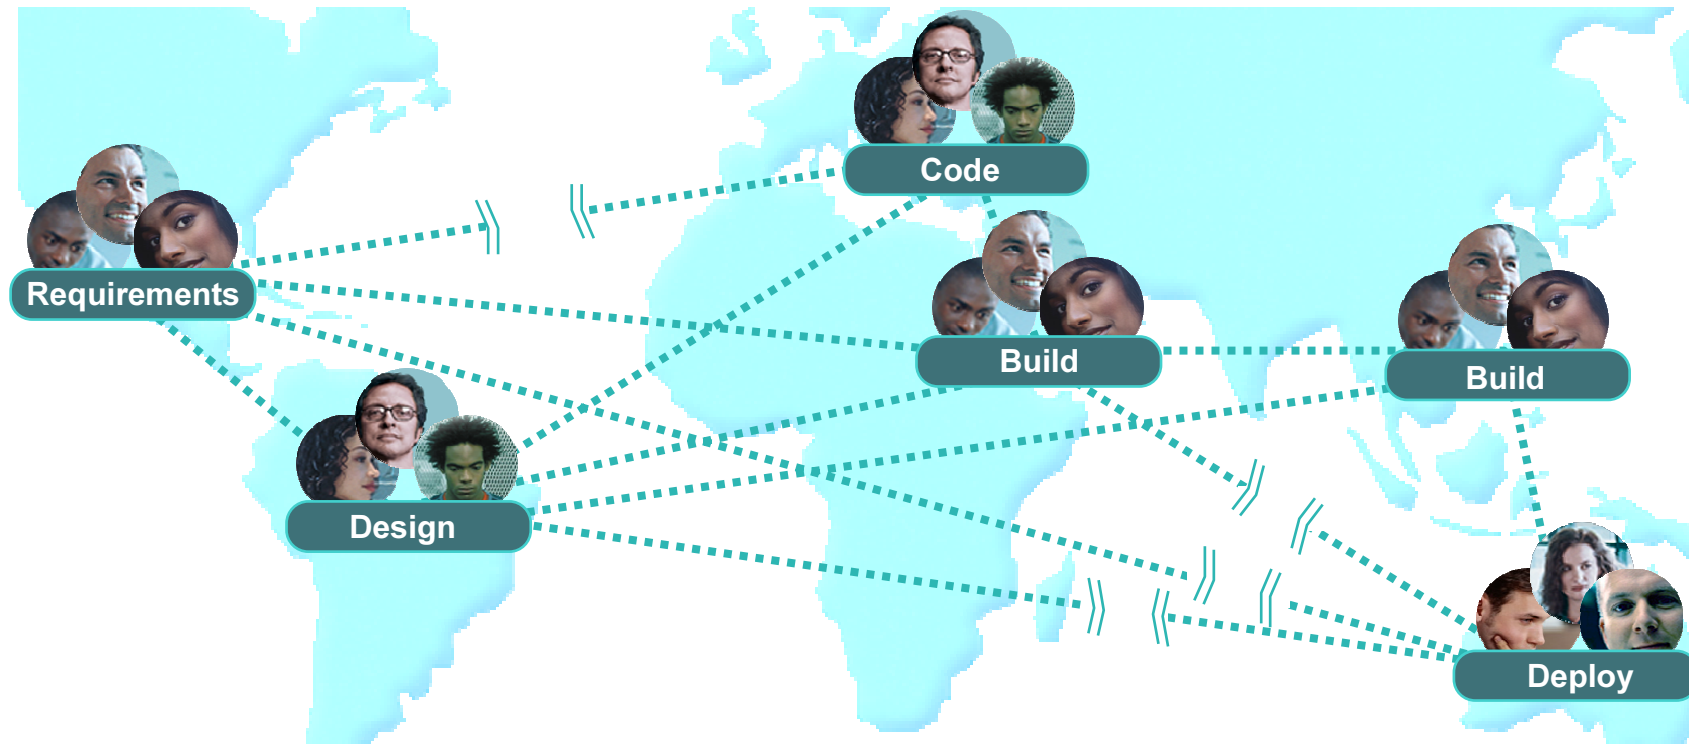 Code
Requirements
Build
Build
Design
Deploy